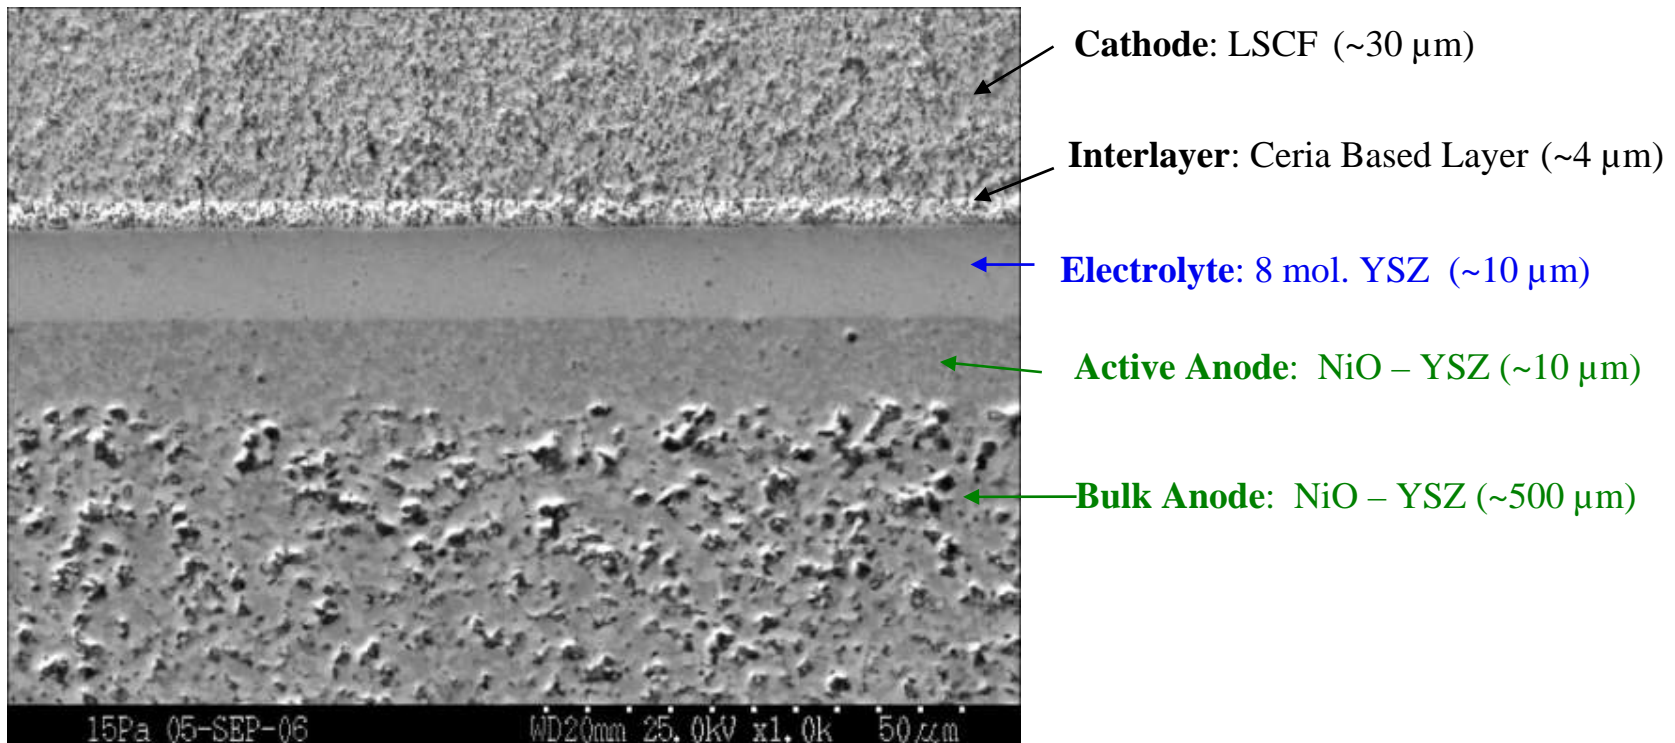 Cathode: LSCF (~30 µm)
Interlayer: Ceria Based Layer (~4 µm)
Electrolyte: 8 mol. YSZ (~10 µm)
Active Anode: NiO – YSZ (~10 µm)
Bulk Anode: NiO – YSZ (~500 µm)
15Pa 05-SEP-06 WD20mm 25.0kV x1.0k 50µm